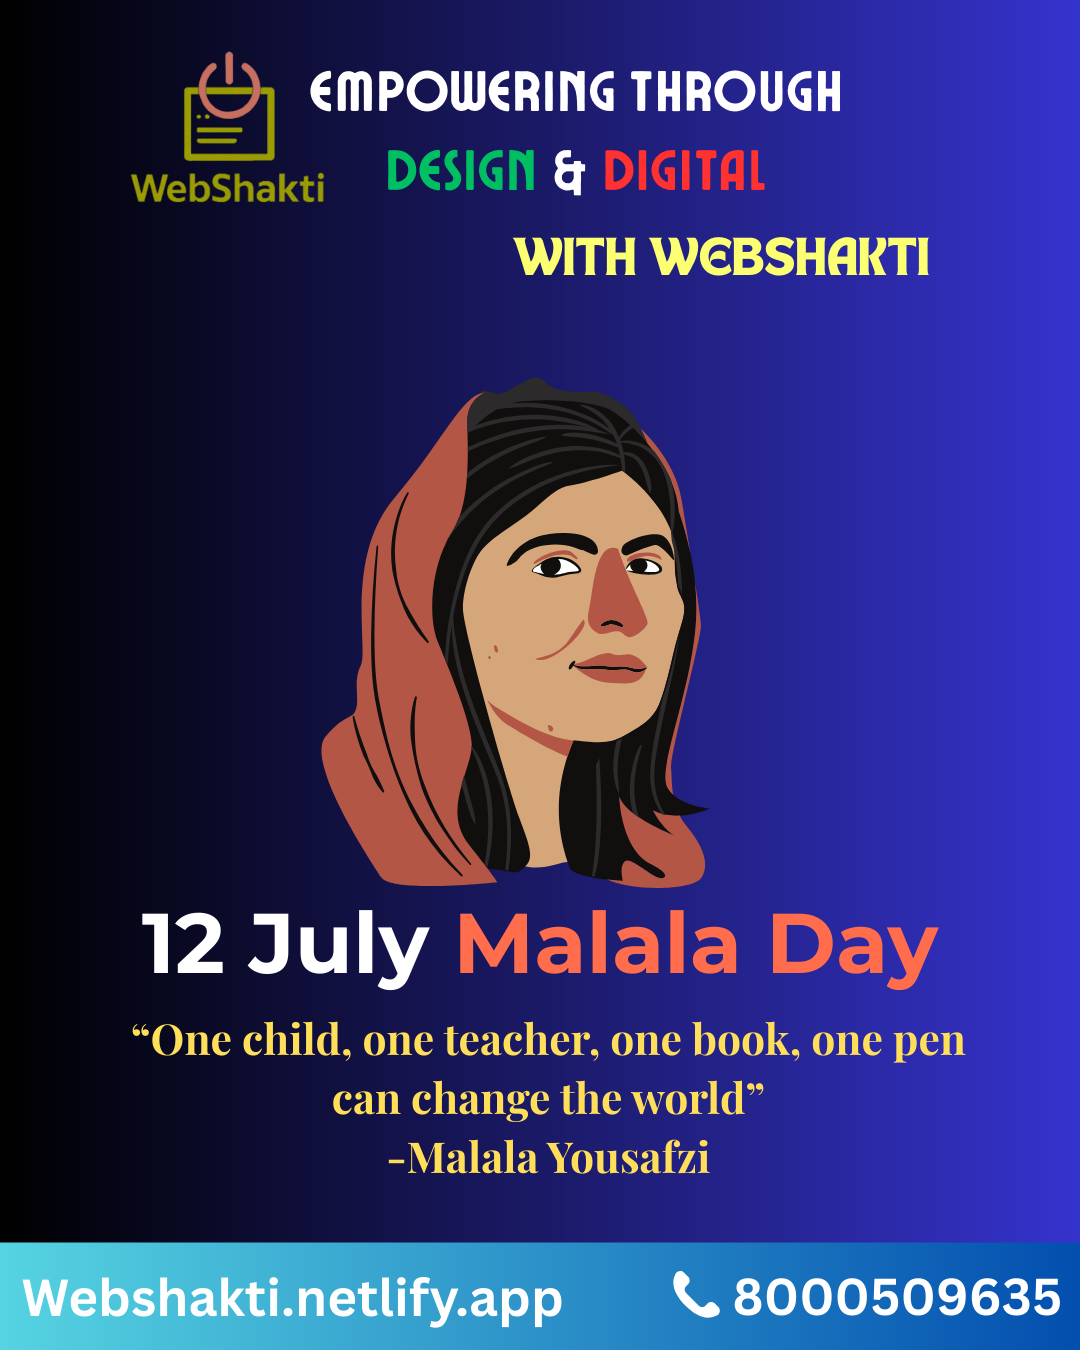 EMPOWERING THROUGH
DESIGN & DIGITAL
WITH WEBSHAKTI
WebShakti
12 July Malala Day
“One child, one teacher, one book, one pen
can change the world”
-Malala Yousafzi
Webshakti.netlify.app
8000509635